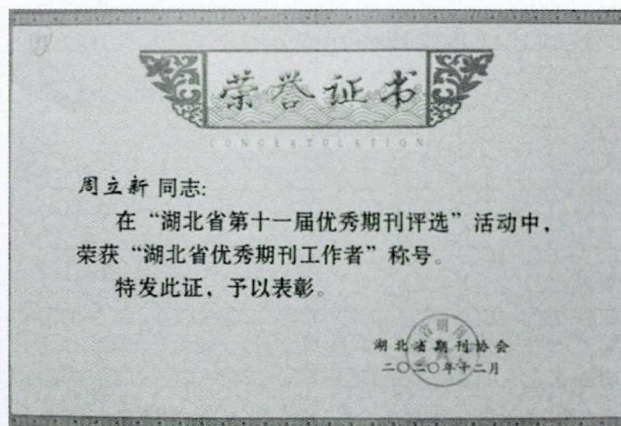 荣誉证书
CONGRATULATION
周立新 同志:
在“湖北省第十一届优秀期刊评选”活动中,
荣获“湖北省优秀期刊工作者”称号。
特发此证,予以表彰。
湖北省期刊协会
二〇二〇年十二月